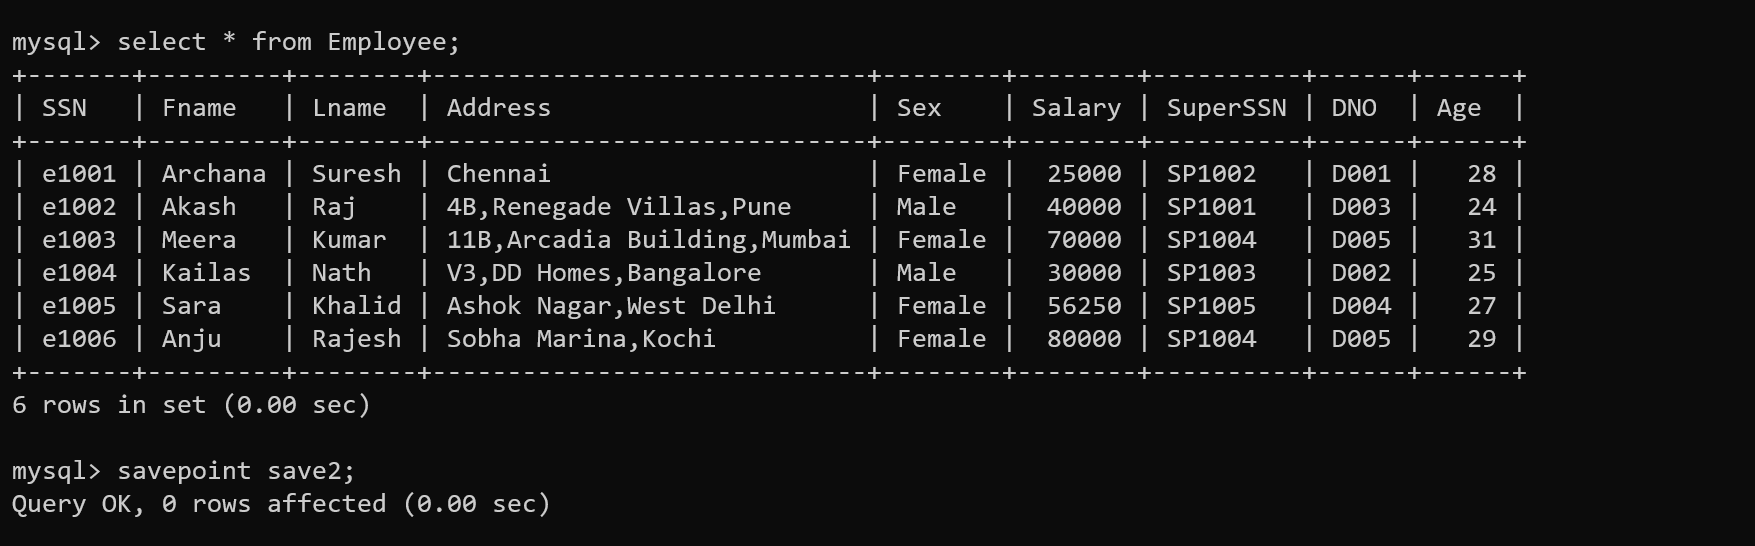 mysql> select * from Employee;
+-------+---------+--------+-----------------------------+--------+--------+----------+------+------+
| SSN   | Fname   | Lname  | Address                     | Sex    | Salary | SuperSSN | DNO  | Age  |
+-------+---------+--------+-----------------------------+--------+--------+----------+------+------+
| e1001 | Archana | Suresh | Chennai                     | Female |  25000 | SP1002   | D001 |   28 |
| e1002 | Akash   | Raj    | 4B,Renegade Villas,Pune     | Male   |  40000 | SP1001   | D003 |   24 |
| e1003 | Meera   | Kumar  | 11B,Arcadia Building,Mumbai | Female |  70000 | SP1004   | D005 |   31 |
| e1004 | Kailas  | Nath   | V3,DD Homes,Bangalore       | Male   |  30000 | SP1003   | D002 |   25 |
| e1005 | Sara    | Khalid | Ashok Nagar,West Delhi      | Female |  56250 | SP1005   | D004 |   27 |
| e1006 | Anju    | Rajesh | Sobha Marina,Kochi          | Female |  80000 | SP1004   | D005 |   29 |
+-------+---------+--------+-----------------------------+--------+--------+----------+------+------+
6 rows in set (0.00 sec)
mysql> savepoint save2;
Query OK, 0 rows affected (0.00 sec)